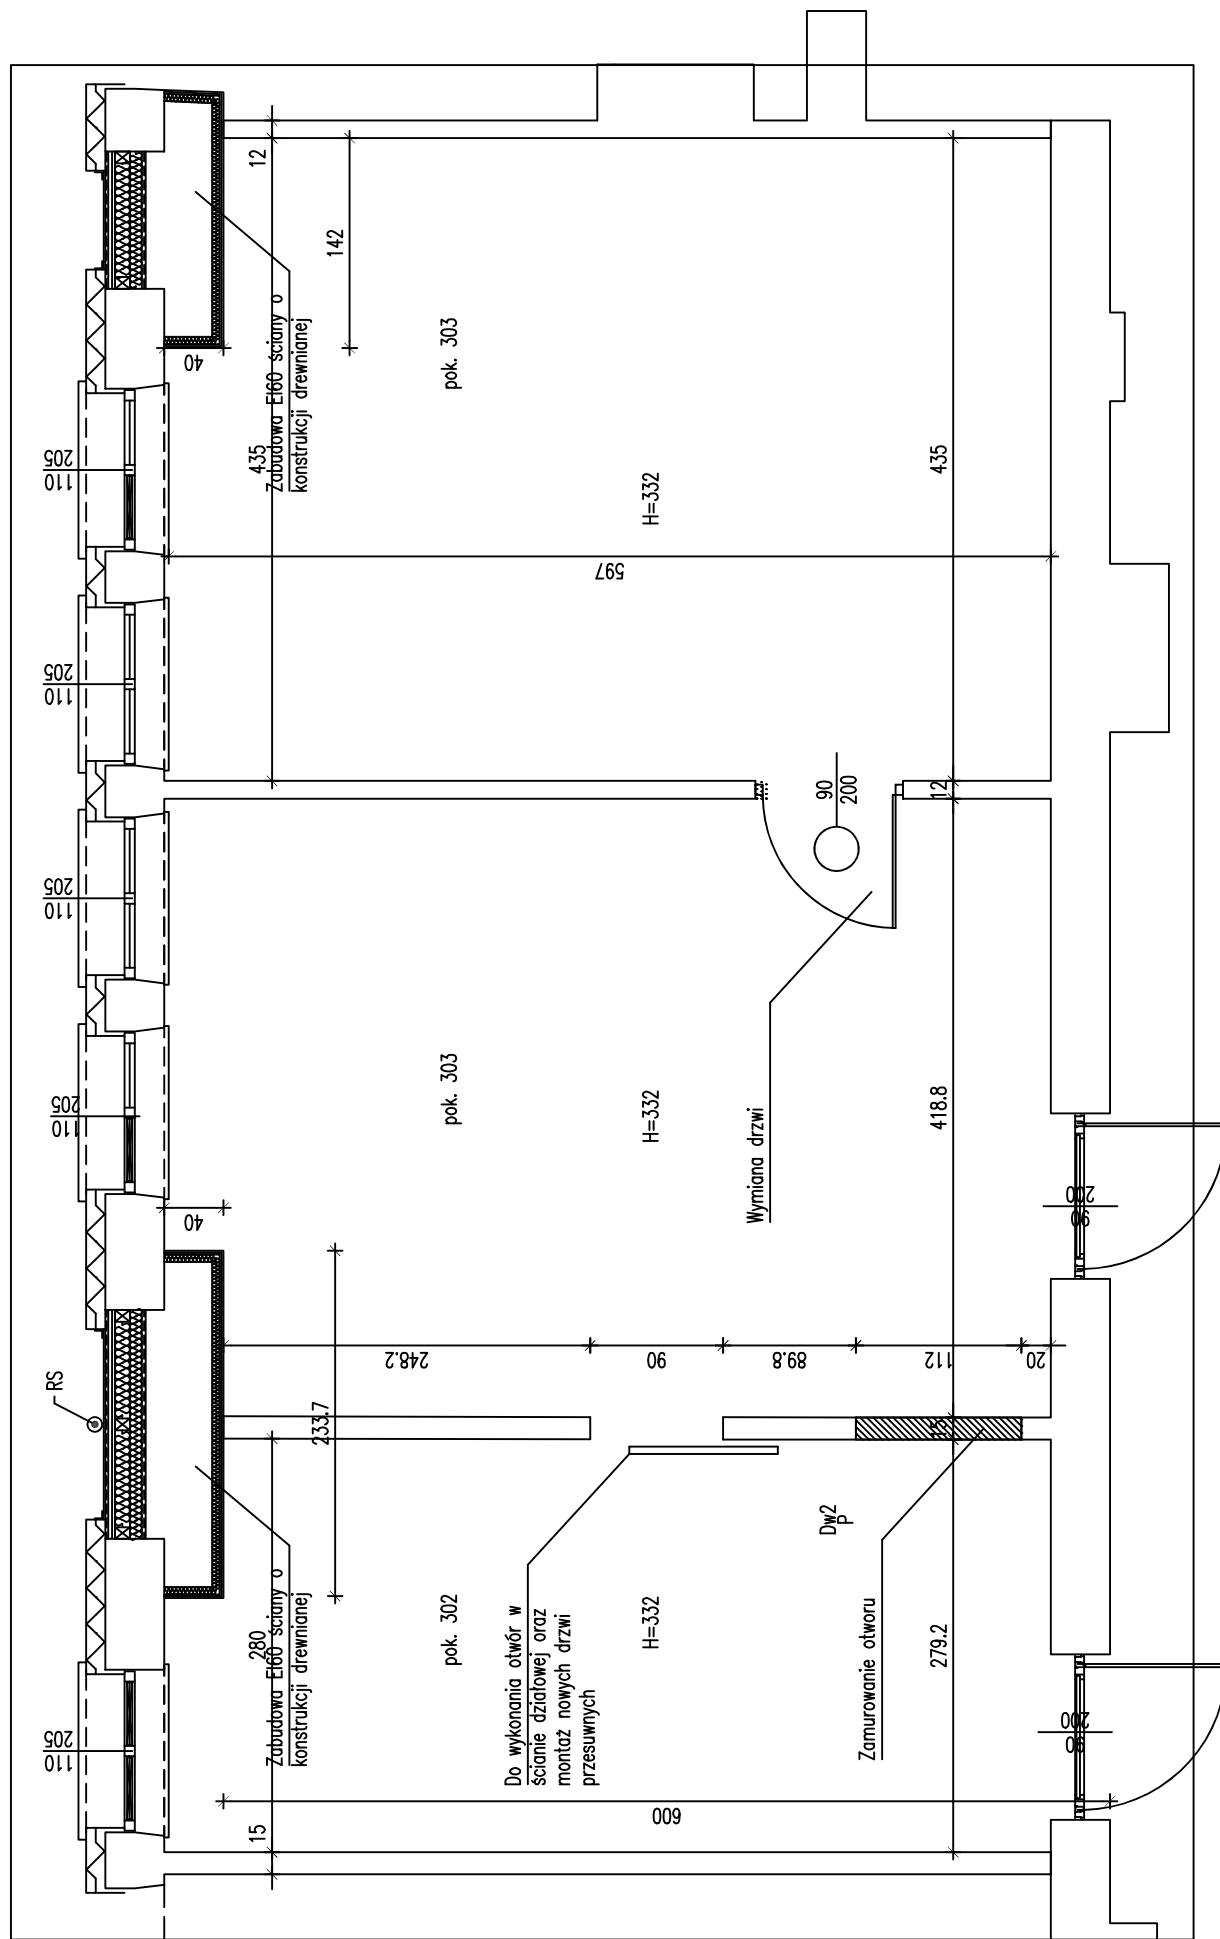 12
142
40
Zabudowa EI60 ściany o
konstrukcji drewnianej
435
pok. 303
H=332
435
597
205
110
205
110
205
110
205
110
205
110
90
200
12
pok. 303
H=332
Wymiana drzwi
418.8
200
90
40
248.2
90
89.8
112
20
RS
233.7
15
Zabudowa EI60 ściany o
konstrukcji drewnianej
280
pok. 302
Do wykonania otwór w
ścianie działowej oraz
montaż nowych drzwi
przesuwnych
H=332
Dw2
P
Zamurowanie otworu
279.2
200
90
600
15